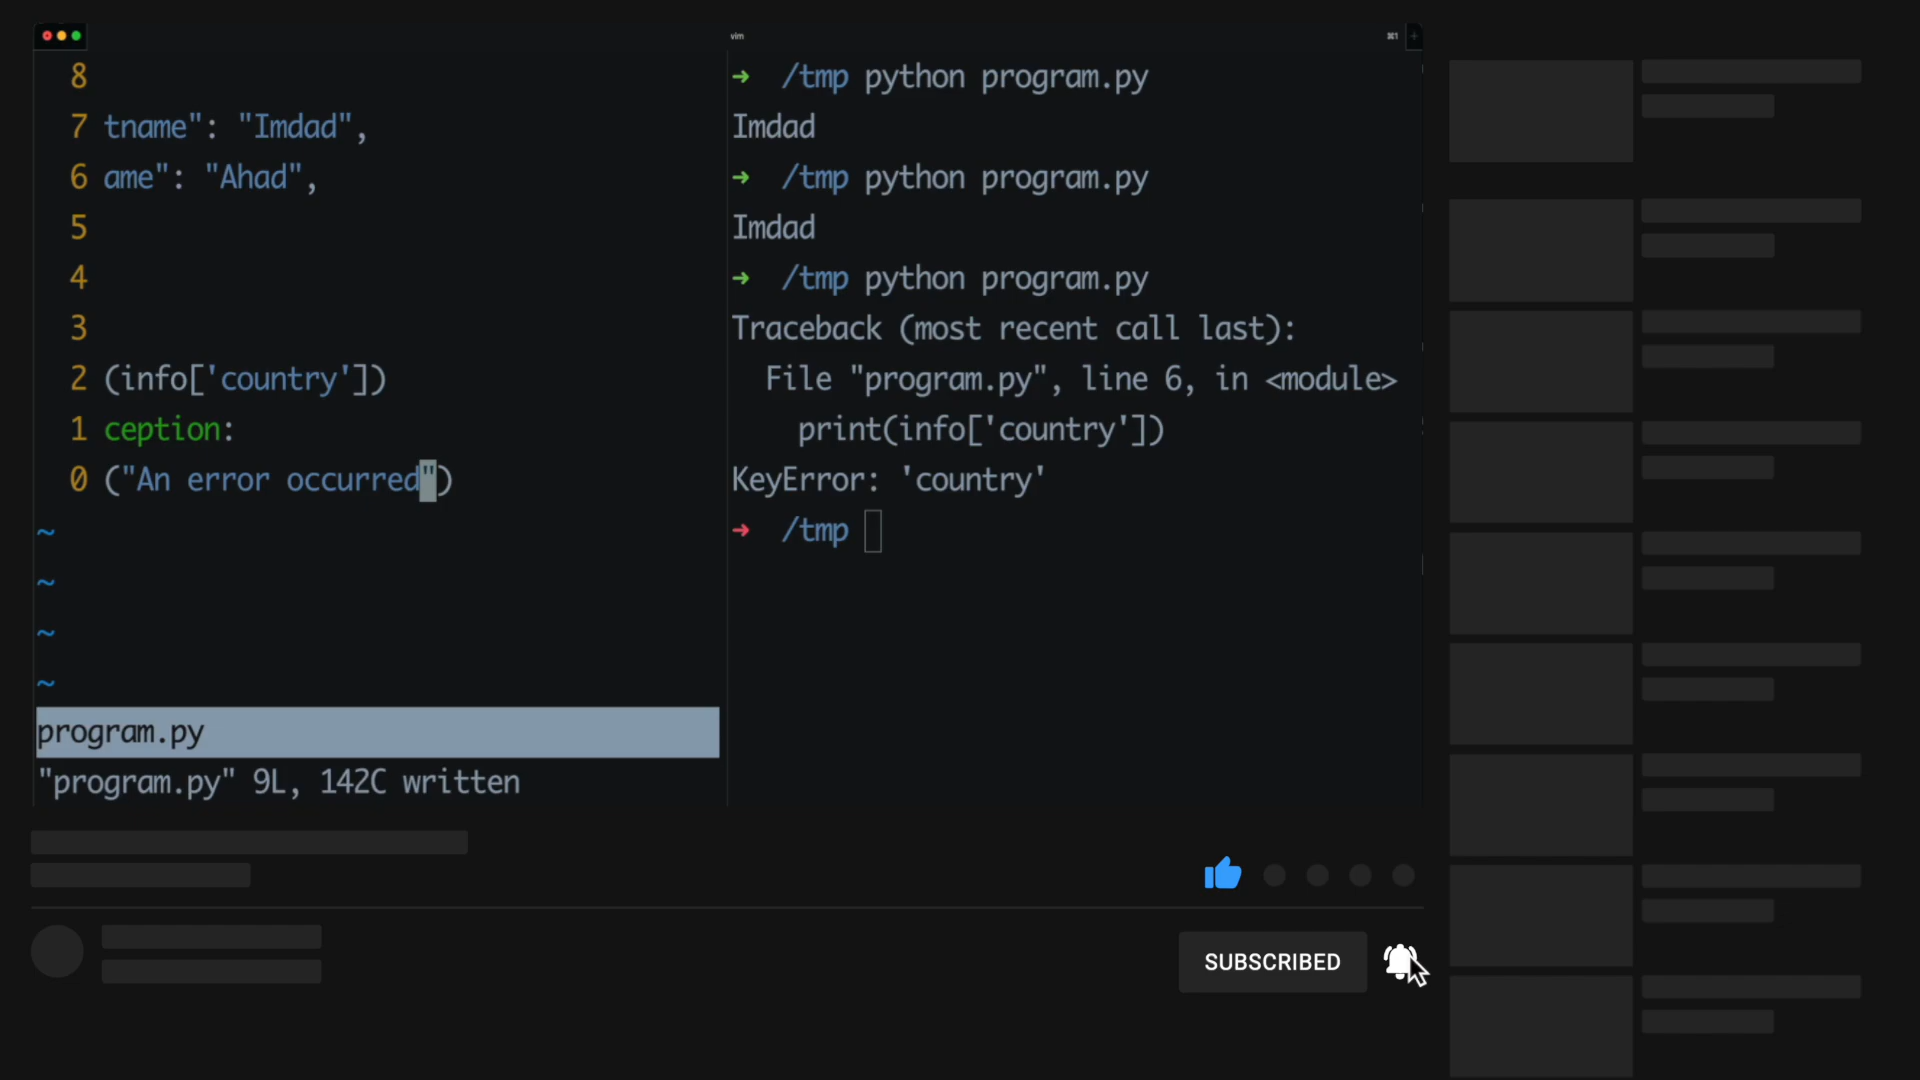 vim
⌘1
+
8
7 tname": "Imdad",
6 ame": "Ahad",
5
4
3
2 (info['country'])
1 ception:
0 ("An error occurred")
~
~
~
~
program.py
"program.py" 9L, 142C written
➜ /tmp python program.py
Imdad
➜ /tmp python program.py
Imdad
➜ /tmp python program.py
Traceback (most recent call last):
File "program.py", line 6, in <module>
print(info['country'])
KeyError: 'country'
➜ /tmp
SUBSCRIBED